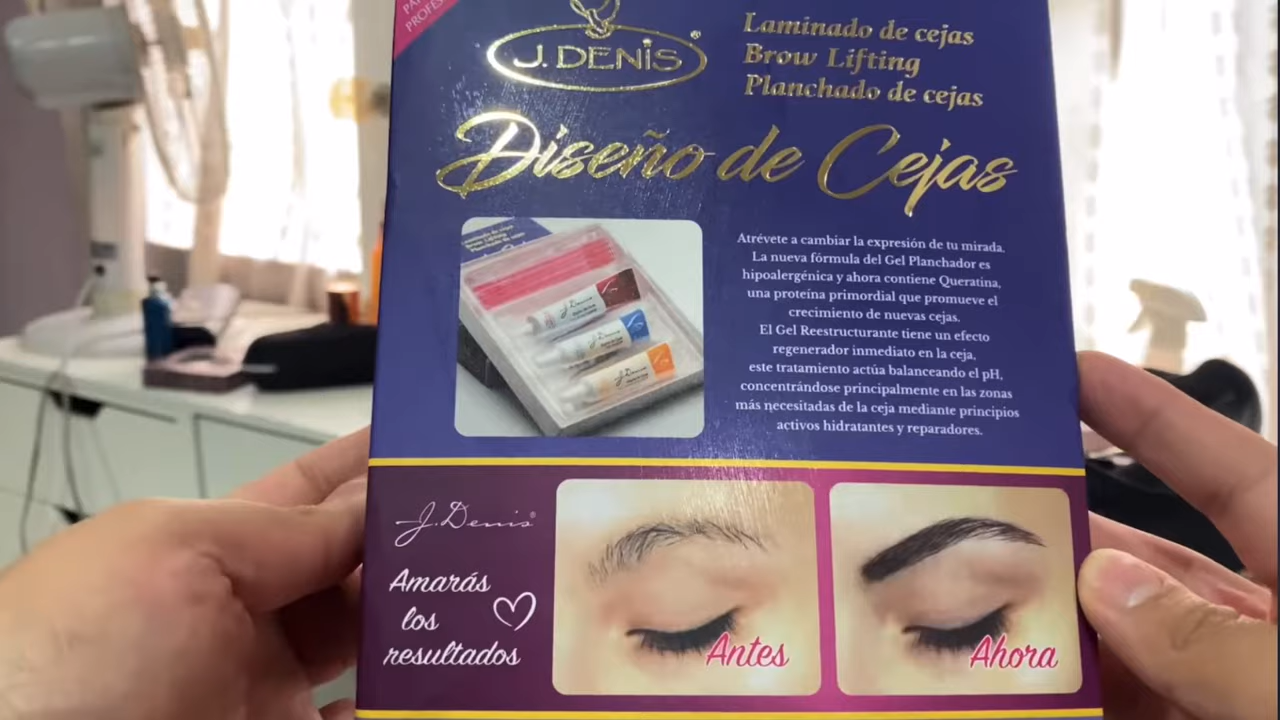 J. DENIS®
Laminado de cejas
Brow Lifting
Planchado de cejas
Diseño de Cejas
Atrévete a cambiar la expresión de tu mirada.
La nueva fórmula del Gel Planchador es
hipoalergénica y ahora contiene Queratina,
una proteína primordial que promueve el
crecimiento de nuevas cejas.
El Gel Reestructurante tiene un efecto
regenerador inmediato en la ceja,
este tratamiento actúa balanceando el pH,
concentrándose principalmente en las zonas
más necesitadas de la ceja mediante principios
activos hidratantes y reparadores.
J. Denis®
Amarás
los
resultados
Antes
Ahora